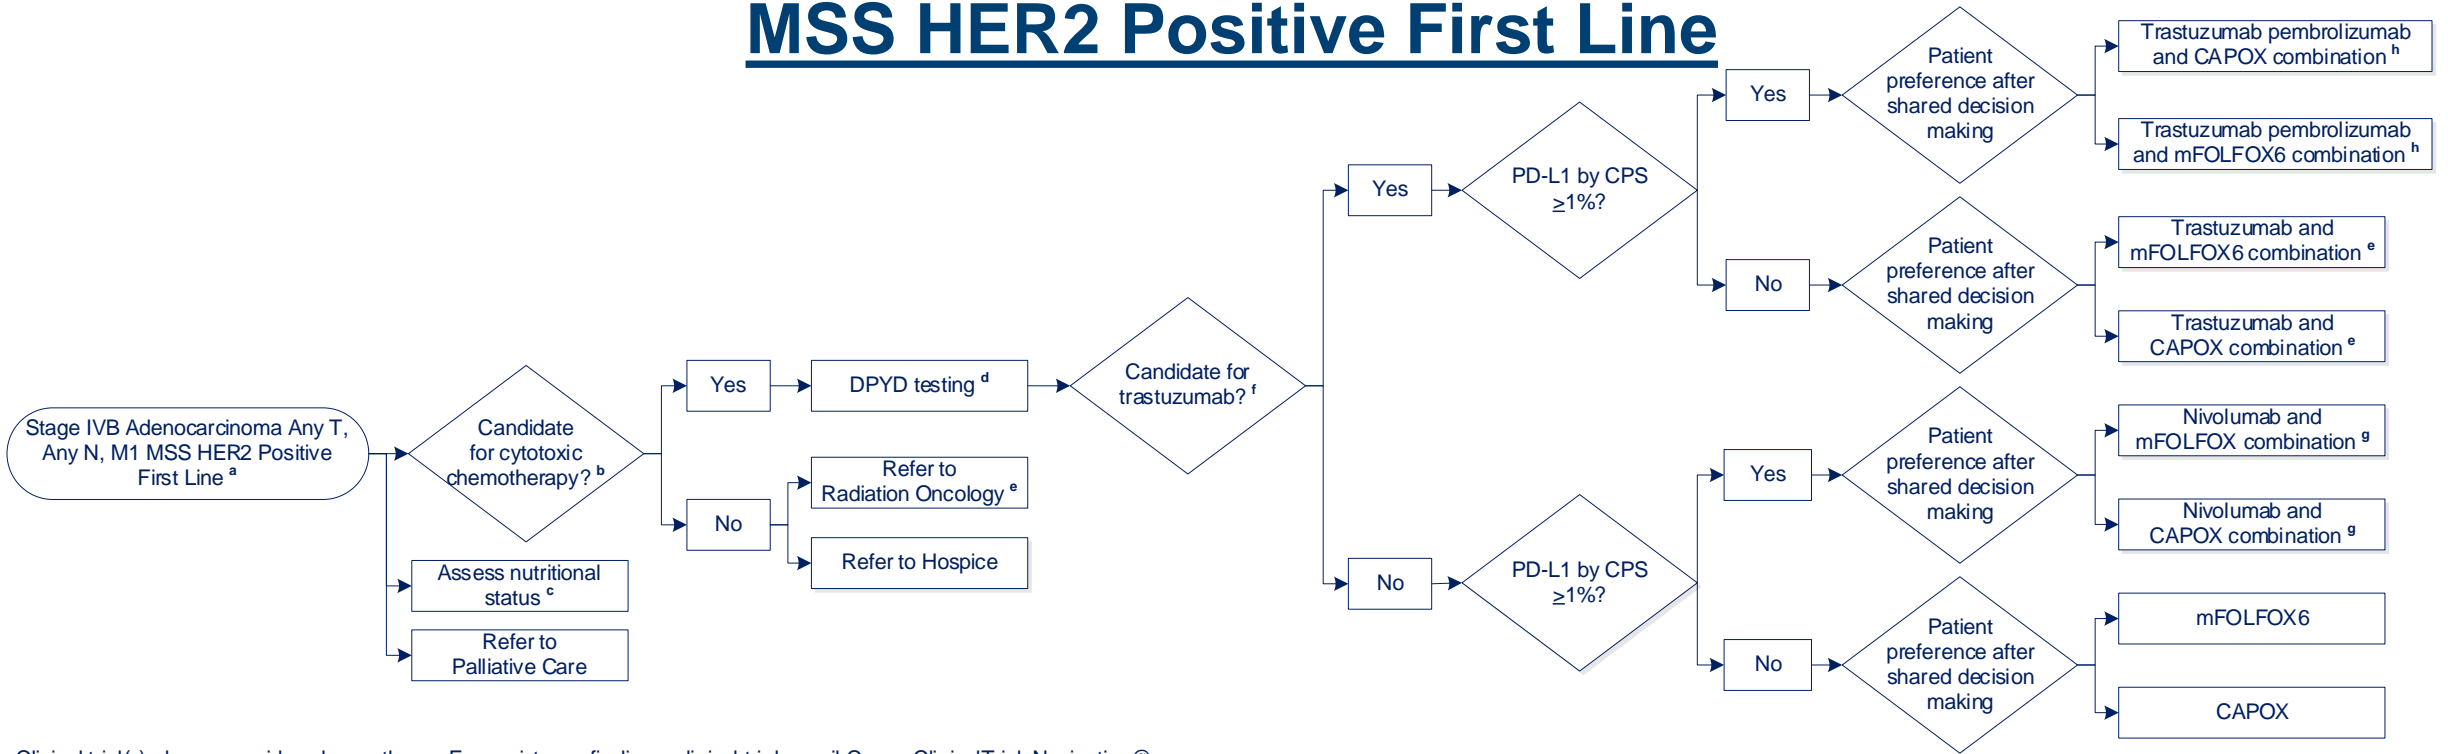 MSS HER2 Positive First Line
Stage IVB Adenocarcinoma Any T,
Any N, M1 MSS HER2 Positive
First Line a
Candidate
for cytotoxic
chemotherapy? b
Assess nutritional
status c
Refer to
Palliative Care
Yes
DPYD testing d
No
Refer to
Radiation Oncology e
Refer to Hospice
Candidate for
trastuzumab? f
Yes
PD-L1 by CPS
≥1%?
Yes
Patient
preference after
shared decision
making
Trastuzumab pembrolizumab
and CAPOX combination h
Trastuzumab pembrolizumab
and mFOLFOX6 combination h
No
Patient
preference after
shared decision
making
Trastuzumab and
mFOLFOX6 combination e
Trastuzumab and
CAPOX combination e
No
PD-L1 by CPS
≥1%?
Yes
Patient
preference after
shared decision
making
Nivolumab and
mFOLFOX combination g
Nivolumab and
CAPOX combination g
No
Patient
preference after
shared decision
making
mFOLFOX6
CAPOX